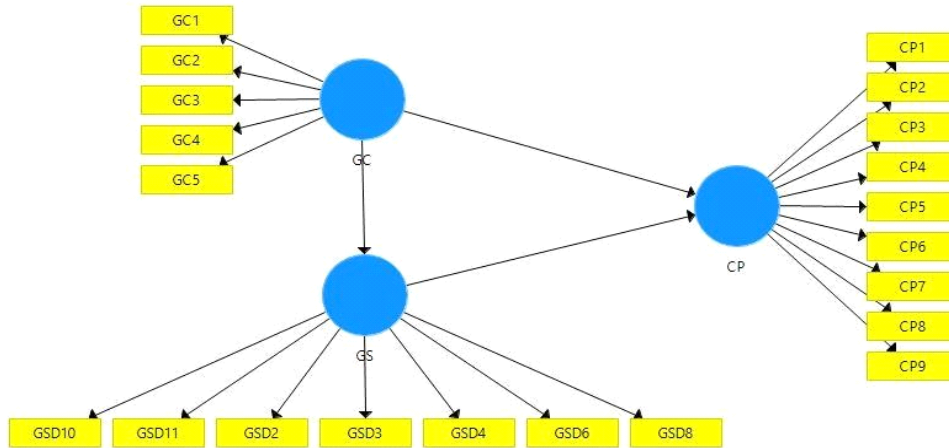 GC1
GC2
GC3
GC4
GC5
GC
CP1
CP2
CP3
CP4
CP5
CP6
CP7
CP8
CP9
CP
GS
GSD10
GSD11
GSD2
GSD3
GSD4
GSD6
GSD8